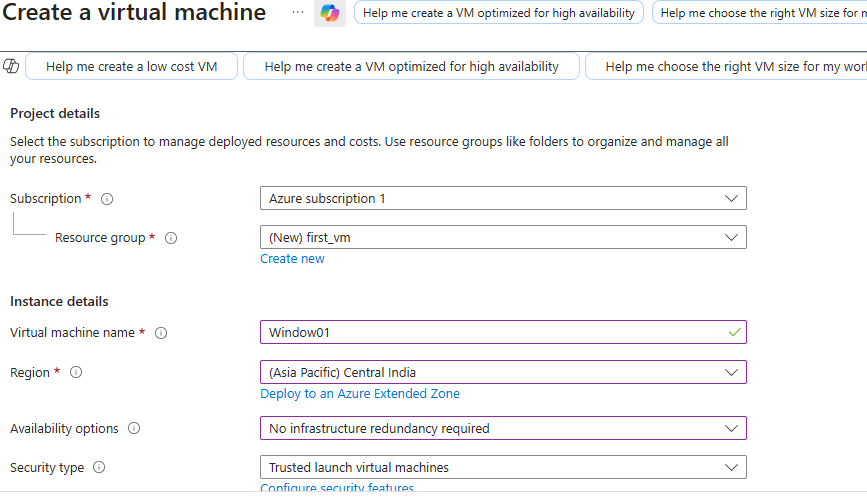 Create a virtual machine
...
Help me create a VM optimized for high availability
Help me choose the right VM size for m
Help me create a low cost VM
Help me create a VM optimized for high availability
Help me choose the right VM size for my worl
Project details
Select the subscription to manage deployed resources and costs. Use resource groups like folders to organize and manage all
your resources.
Subscription *
Azure subscription 1
Resource group *
(New) first_vm
Create new
Instance details
Virtual machine name *
Window01
Region *
(Asia Pacific) Central India
Deploy to an Azure Extended Zone
Availability options
No infrastructure redundancy required
Security type
Trusted launch virtual machines
Configure security features